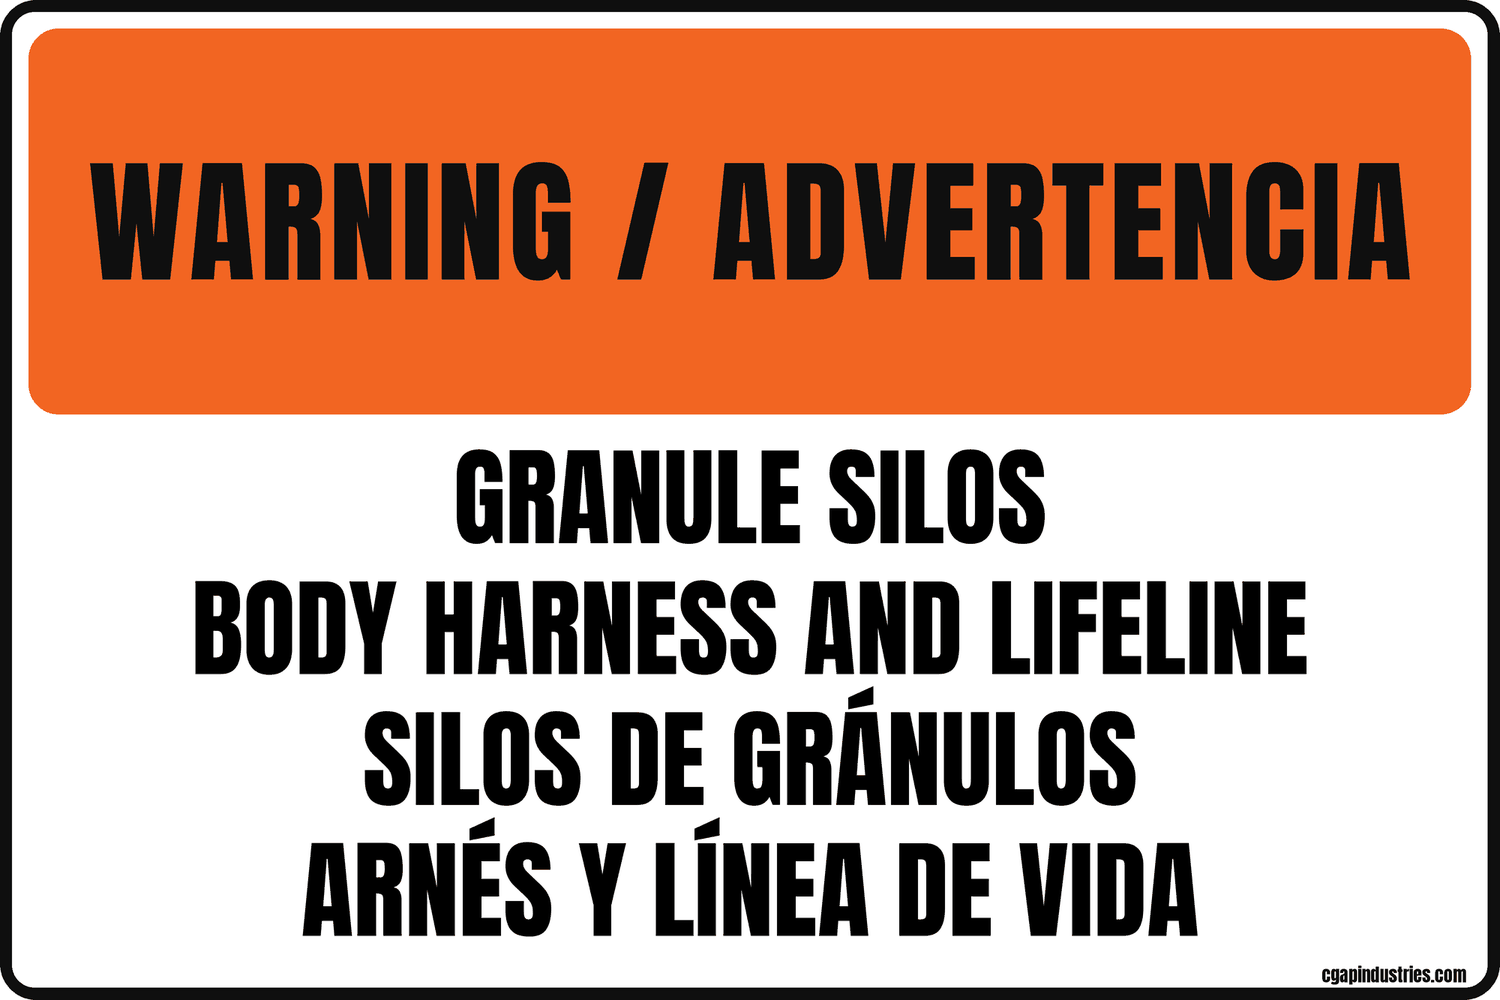 WARNING / ADVERTENCIA
GRANULE SILOS
BODY HARNESS AND LIFELINE
SILOS DE GRÁNULOS
ARNÉS Y LÍNEA DE VIDA
cgapindustries.com